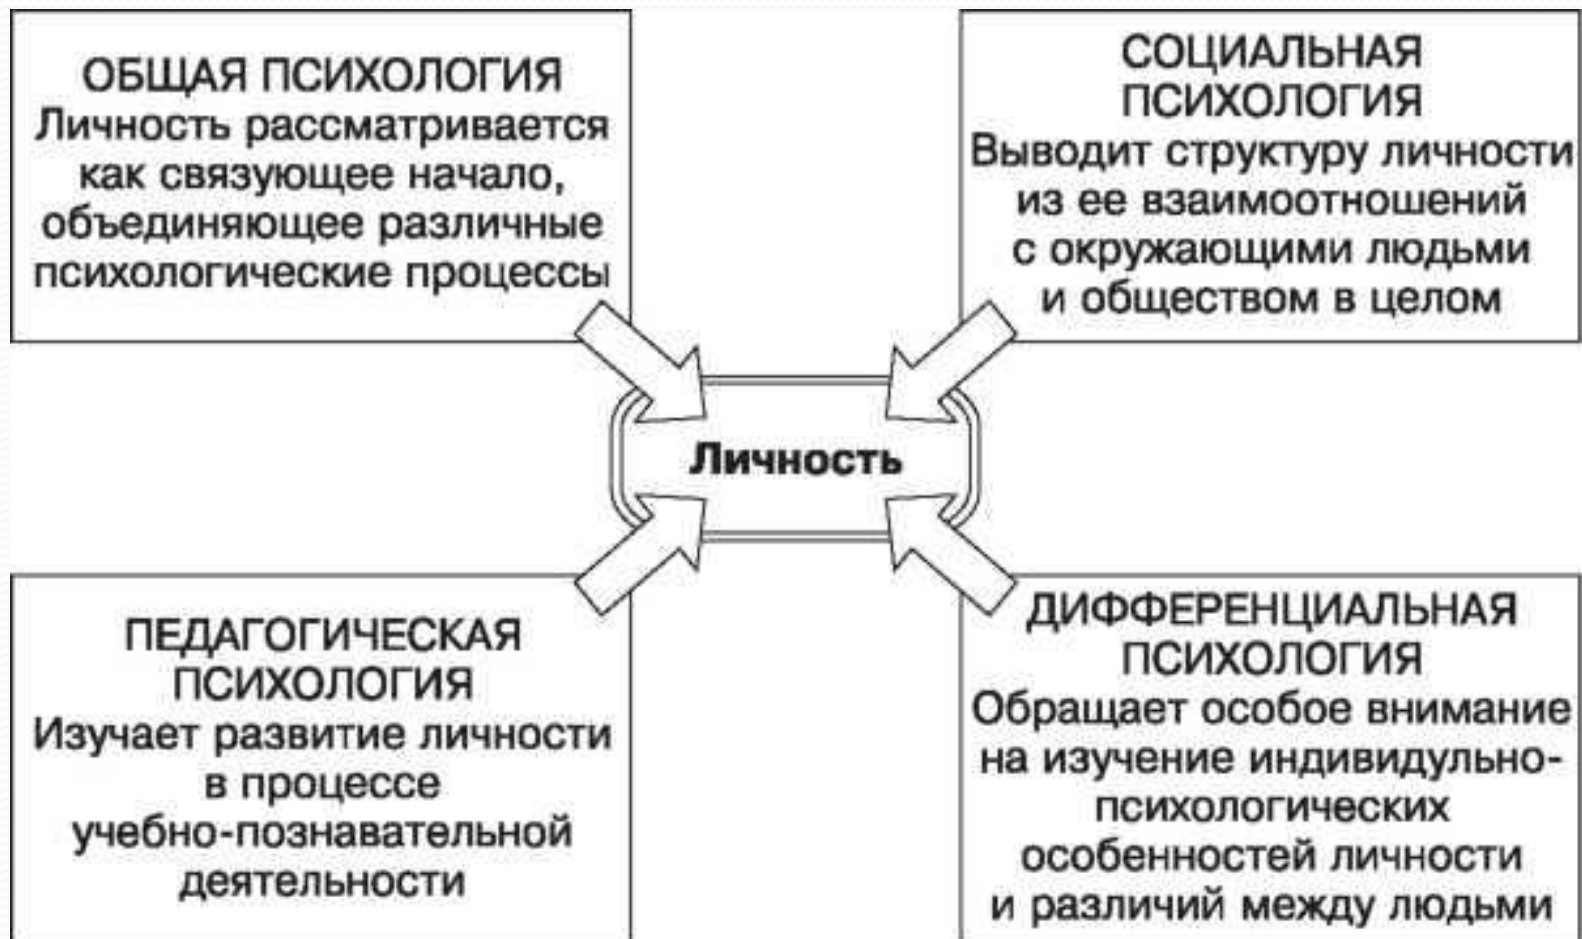 ОБЩАЯ ПСИХОЛОГИЯ
Личность рассматривается
как связующее начало,
объединяющее различные
психологические процессы
СОЦИАЛЬНАЯ
ПСИХОЛОГИЯ
Выводит структуру личности
из ее взаимоотношений
с окружающими людьми
и обществом в целом
Личность
ПЕДАГОГИЧЕСКАЯ
ПСИХОЛОГИЯ
Изучает развитие личности
в процессе
учебно-познавательной
деятельности
ДИФФЕРЕНЦИАЛЬНАЯ
ПСИХОЛОГИЯ
Обращает особое внимание
на изучение индивидульно-
психологических
особенностей личности
и различий между людьми